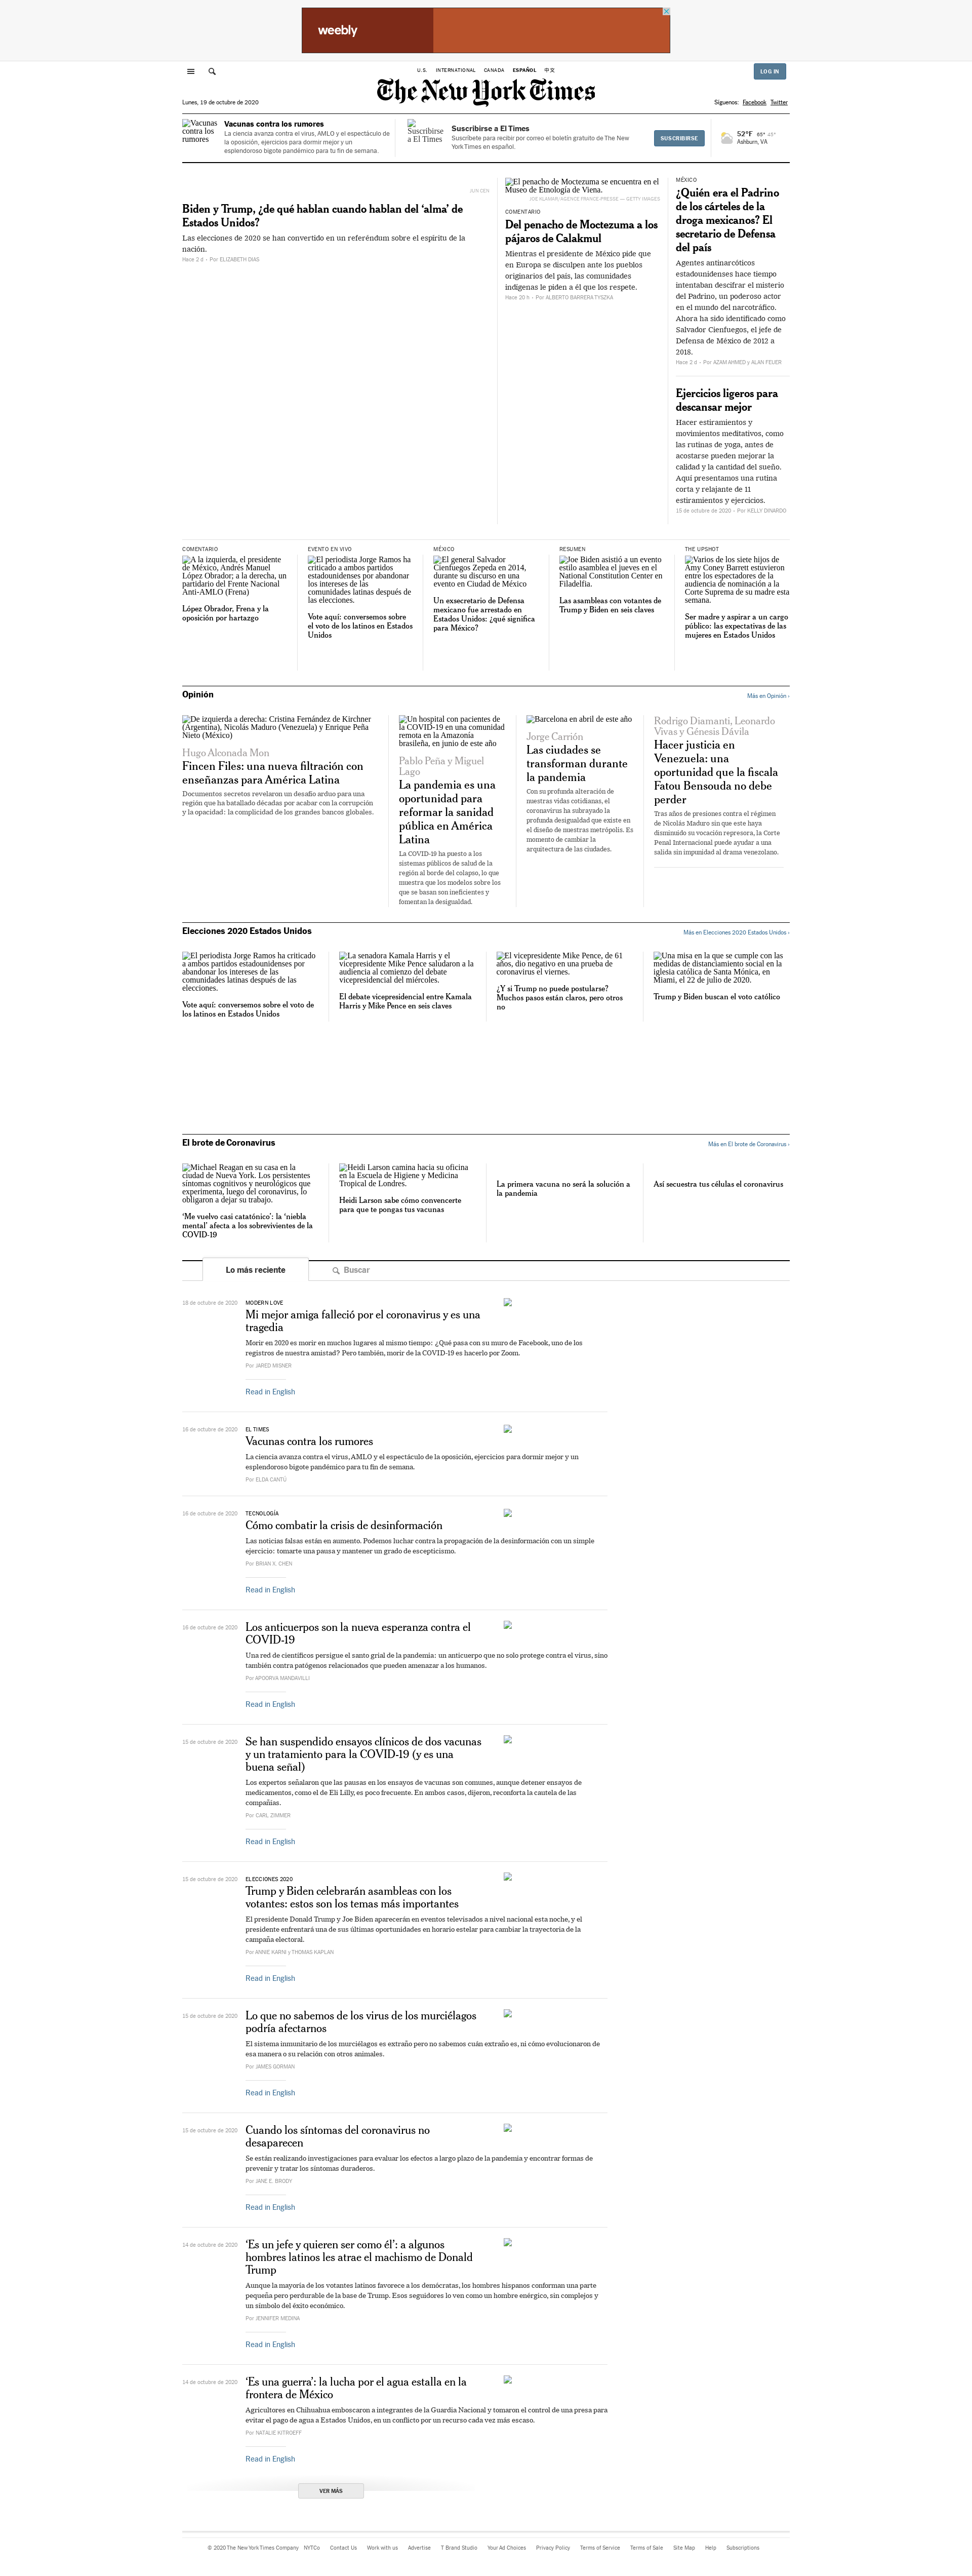 weebly
U.S. INTERNATIONAL CANADA ESPAÑOL 中文
LOG IN
The New York Times
Lunes, 19 de octubre de 2020
Síguenos: Facebook Twitter
Vacunas contra los rumores
Vacunas contra los rumores
La ciencia avanza contra el virus, AMLO y el espectáculo de la oposición, ejercicios para dormir mejor y un esplendoroso bigote pandémico para tu fin de semana.
Suscribirse a El Times
Suscribirse a El Times
Suscríbete para recibir por correo el boletín gratuito de The New York Times en español.
SUSCRIBIRSE
52°F 65° 45°
Ashburn, VA
JUN CEN
Biden y Trump, ¿de qué hablan cuando hablan del ‘alma’ de Estados Unidos?
Las elecciones de 2020 se han convertido en un referéndum sobre el espíritu de la nación.
Hace 2 d - Por ELIZABETH DIAS
El penacho de Moctezuma se encuentra en el Museo de Etnología de Viena.
JOE KLAMAR/AGENCE FRANCE-PRESSE — GETTY IMAGES
COMENTARIO
Del penacho de Moctezuma a los pájaros de Calakmul
Mientras el presidente de México pide que en Europa se disculpen ante los pueblos originarios del país, las comunidades indígenas le piden a él que los respete.
Hace 20 h - Por ALBERTO BARRERA TYSZKA
MÉXICO
¿Quién era el Padrino de los cárteles de la droga mexicanos? El secretario de Defensa del país
Agentes antinarcóticos estadounidenses hace tiempo intentaban descifrar el misterio del Padrino, un poderoso actor en el mundo del narcotráfico. Ahora ha sido identificado como Salvador Cienfuegos, el jefe de Defensa de México de 2012 a 2018.
Hace 2 d - Por AZAM AHMED y ALAN FEUER
Ejercicios ligeros para descansar mejor
Hacer estiramientos y movimientos meditativos, como las rutinas de yoga, antes de acostarse pueden mejorar la calidad y la cantidad del sueño. Aquí presentamos una rutina corta y relajante de 11 estiramientos y ejercicios.
15 de octubre de 2020 - Por KELLY DINARDO
COMENTARIO
A la izquierda, el presidente de México, Andrés Manuel López Obrador; a la derecha, un partidario del Frente Nacional Anti-AMLO (Frena)
López Obrador, Frena y la oposición por hartazgo
EVENTO EN VIVO
El periodista Jorge Ramos ha criticado a ambos partidos estadounidenses por abandonar los intereses de las comunidades latinas después de las elecciones.
Vote aquí: conversemos sobre el voto de los latinos en Estados Unidos
MÉXICO
El general Salvador Cienfuegos Zepeda en 2014, durante su discurso en una evento en Ciudad de México
Un exsecretario de Defensa mexicano fue arrestado en Estados Unidos: ¿qué significa para México?
RESUMEN
Joe Biden asistió a un evento estilo asamblea el jueves en el National Constitution Center en Filadelfia.
Las asambleas con votantes de Trump y Biden en seis claves
THE UPSHOT
Varios de los siete hijos de Amy Coney Barrett estuvieron entre los espectadores de la audiencia de nominación a la Corte Suprema de su madre esta semana.
Ser madre y aspirar a un cargo público: las expectativas de las mujeres en Estados Unidos
Opinión
Más en Opinión ›
De izquierda a derecha: Cristina Fernández de Kirchner (Argentina), Nicolás Maduro (Venezuela) y Enrique Peña Nieto (México)
Hugo Alconada Mon
Fincen Files: una nueva filtración con enseñanzas para América Latina
Documentos secretos revelaron un desafío arduo para una región que ha batallado décadas por acabar con la corrupción y la opacidad: la complicidad de los grandes bancos globales.
Un hospital con pacientes de la COVID-19 en una comunidad remota en la Amazonia brasileña, en junio de este año
Pablo Peña y Miguel Lago
La pandemia es una oportunidad para reformar la sanidad pública en América Latina
La COVID-19 ha puesto a los sistemas públicos de salud de la región al borde del colapso, lo que muestra que los modelos sobre los que se basan son ineficientes y fomentan la desigualdad.
Barcelona en abril de este año
Jorge Carrión
Las ciudades se transforman durante la pandemia
Con su profunda alteración de nuestras vidas cotidianas, el coronavirus ha subrayado la profunda desigualdad que existe en el diseño de nuestras metrópolis. Es momento de cambiar la arquitectura de las ciudades.
Rodrigo Diamanti, Leonardo Vivas y Génesis Dávila
Hacer justicia en Venezuela: una oportunidad que la fiscala Fatou Bensouda no debe perder
Tras años de presiones contra el régimen de Nicolás Maduro sin que este haya disminuido su vocación represora, la Corte Penal Internacional puede ayudar a una salida sin impunidad al drama venezolano.
Elecciones 2020 Estados Unidos
Más en Elecciones 2020 Estados Unidos ›
El periodista Jorge Ramos ha criticado a ambos partidos estadounidenses por abandonar los intereses de las comunidades latinas después de las elecciones.
Vote aquí: conversemos sobre el voto de los latinos en Estados Unidos
La senadora Kamala Harris y el vicepresidente Mike Pence saludaron a la audiencia al comienzo del debate vicepresidencial del miércoles.
El debate vicepresidencial entre Kamala Harris y Mike Pence en seis claves
El vicepresidente Mike Pence, de 61 años, dio negativo en una prueba de coronavirus el viernes.
¿Y si Trump no puede postularse? Muchos pasos están claros, pero otros no
Una misa en la que se cumple con las medidas de distanciamiento social en la iglesia católica de Santa Mónica, en Miami, el 22 de julio de 2020.
Trump y Biden buscan el voto católico
El brote de Coronavirus
Más en El brote de Coronavirus ›
Michael Reagan en su casa en la ciudad de Nueva York. Los persistentes síntomas cognitivos y neurológicos que experimenta, luego del coronavirus, lo obligaron a dejar su trabajo.
‘Me vuelvo casi catatónico’: la ‘niebla mental’ afecta a los sobrevivientes de la COVID-19
Heidi Larson camina hacia su oficina en la Escuela de Higiene y Medicina Tropical de Londres.
Heidi Larson sabe cómo convencerte para que te pongas tus vacunas
La primera vacuna no será la solución a la pandemia
Así secuestra tus células el coronavirus
Lo más reciente
Buscar
18 de octubre de 2020
MODERN LOVE
Mi mejor amiga falleció por el coronavirus y es una tragedia
Morir en 2020 es morir en muchos lugares al mismo tiempo: ¿Qué pasa con su muro de Facebook, uno de los registros de nuestra amistad? Pero también, morir de la COVID-19 es hacerlo por Zoom.
Por JARED MISNER
Read in English
16 de octubre de 2020
EL TIMES
Vacunas contra los rumores
La ciencia avanza contra el virus, AMLO y el espectáculo de la oposición, ejercicios para dormir mejor y un esplendoroso bigote pandémico para tu fin de semana.
Por ELDA CANTÚ
16 de octubre de 2020
TECNOLOGÍA
Cómo combatir la crisis de desinformación
Las noticias falsas están en aumento. Podemos luchar contra la propagación de la desinformación con un simple ejercicio: tomarte una pausa y mantener un grado de escepticismo.
Por BRIAN X. CHEN
Read in English
16 de octubre de 2020
Los anticuerpos son la nueva esperanza contra el COVID-19
Una red de científicos persigue el santo grial de la pandemia: un anticuerpo que no solo protege contra el virus, sino también contra patógenos relacionados que pueden amenazar a los humanos.
Por APOORVA MANDAVILLI
Read in English
15 de octubre de 2020
Se han suspendido ensayos clínicos de dos vacunas y un tratamiento para la COVID-19 (y es una buena señal)
Los expertos señalaron que las pausas en los ensayos de vacunas son comunes, aunque detener ensayos de medicamentos, como el de Eli Lilly, es poco frecuente. En ambos casos, dijeron, reconforta la cautela de las compañías.
Por CARL ZIMMER
Read in English
15 de octubre de 2020
ELECCIONES 2020
Trump y Biden celebrarán asambleas con los votantes: estos son los temas más importantes
El presidente Donald Trump y Joe Biden aparecerán en eventos televisados a nivel nacional esta noche, y el presidente enfrentará una de sus últimas oportunidades en horario estelar para cambiar la trayectoria de la campaña electoral.
Por ANNIE KARNI y THOMAS KAPLAN
Read in English
15 de octubre de 2020
Lo que no sabemos de los virus de los murciélagos podría afectarnos
El sistema inmunitario de los murciélagos es extraño pero no sabemos cuán extraño es, ni cómo evolucionaron de esa manera o su relación con otros animales.
Por JAMES GORMAN
Read in English
15 de octubre de 2020
Cuando los síntomas del coronavirus no desaparecen
Se están realizando investigaciones para evaluar los efectos a largo plazo de la pandemia y encontrar formas de prevenir y tratar los síntomas duraderos.
Por JANE E. BRODY
Read in English
14 de octubre de 2020
‘Es un jefe y quieren ser como él’: a algunos hombres latinos les atrae el machismo de Donald Trump
Aunque la mayoría de los votantes latinos favorece a los demócratas, los hombres hispanos conforman una parte pequeña pero perdurable de la base de Trump. Esos seguidores lo ven como un hombre enérgico, sin complejos y un símbolo del éxito económico.
Por JENNIFER MEDINA
Read in English
14 de octubre de 2020
‘Es una guerra’: la lucha por el agua estalla en la frontera de México
Agricultores en Chihuahua emboscaron a integrantes de la Guardia Nacional y tomaron el control de una presa para evitar el pago de agua a Estados Unidos, en un conflicto por un recurso cada vez más escaso.
Por NATALIE KITROEFF
Read in English
VER MÁS
© 2020 The New York Times Company NYTCo Contact Us Work with us Advertise T Brand Studio Your Ad Choices Privacy Policy Terms of Service Terms of Sale Site Map Help Subscriptions